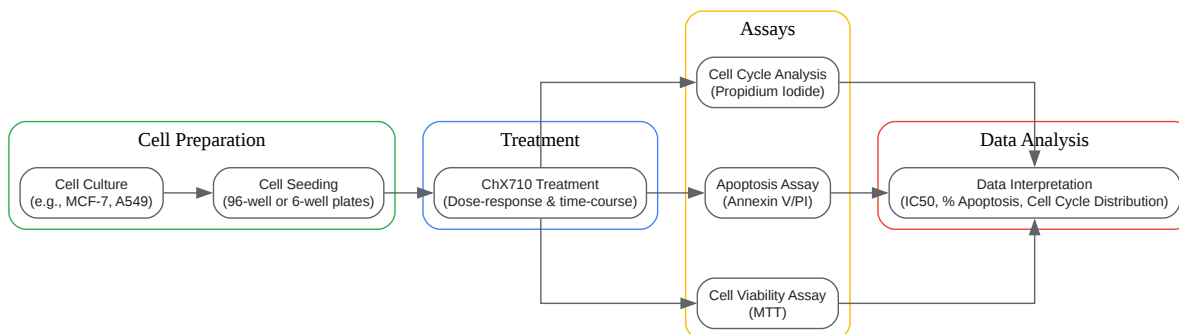 Cell Preparation
Cell Culture
(e.g., MCF-7, A549)
Cell Seeding
(96-well or 6-well plates)
Treatment
ChX710 Treatment
(Dose-response & time-course)
Assays
Cell Cycle Analysis
(Propidium Iodide)
Apoptosis Assay
(Annexin V/PI)
Cell Viability Assay
(MTT)
Data Analysis
Data Interpretation
(IC50, % Apoptosis, Cell Cycle Distribution)